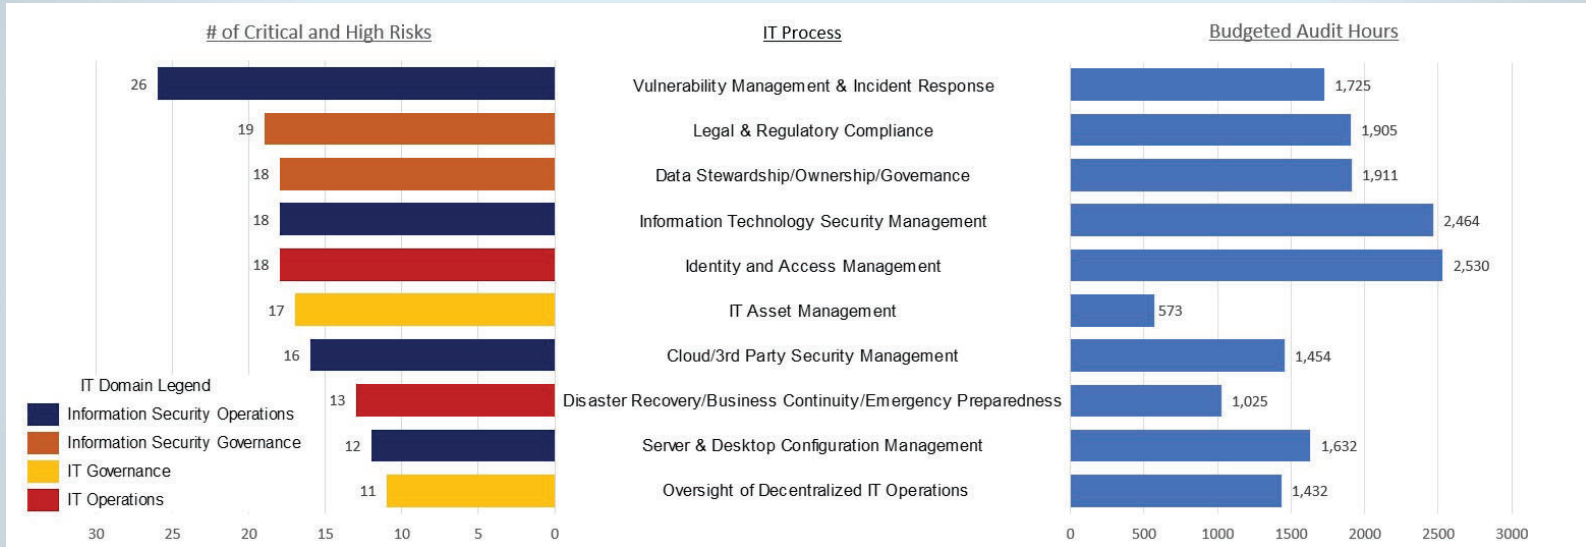 # of Critical and High Risks
IT Process
Budgeted Audit Hours
26
Vulnerability Management & Incident Response
1,725
19
Legal & Regulatory Compliance
1,905
18
Data Stewardship/Ownership/Governance
1,911
18
Information Technology Security Management
2,464
18
Identity and Access Management
2,530
17
IT Asset Management
573
16
Cloud/3rd Party Security Management
1,454
13
Disaster Recovery/Business Continuity/Emergency Preparedness
1,025
12
Server & Desktop Configuration Management
1,632
11
Oversight of Decentralized IT Operations
1,432
IT Domain Legend
Information Security Operations
Information Security Governance
IT Governance
IT Operations
30 25 20 15 10 5 0
0 500 1000 1500 2000 2500 3000